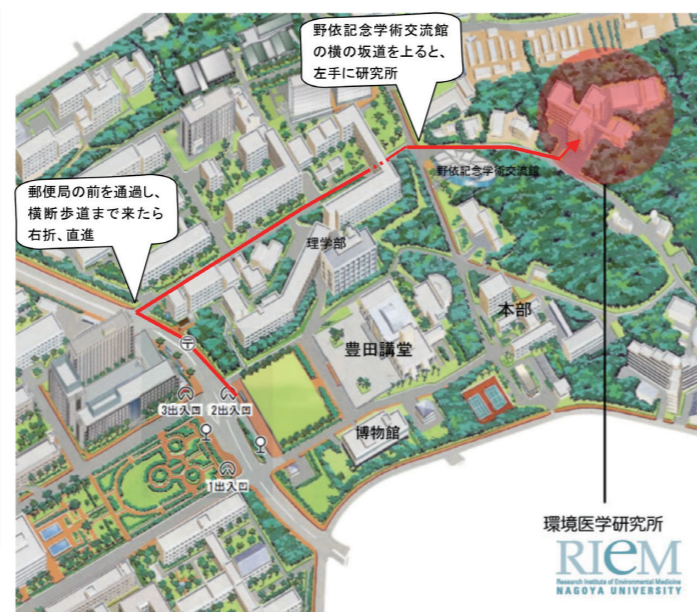 野依記念学術交流館
の横の坂道を上ると、
左手に研究所
野依記念学術交流館
郵便局の前を通過し、
横断歩道まで来たら
右折、直進
理学部
本部
豊田講堂
〒
3出入口
2出入口
博物館
1出入口
環境医学研究所
RIeM
Research Institute of Environmental Medicine
NAGOYA UNIVERSITY